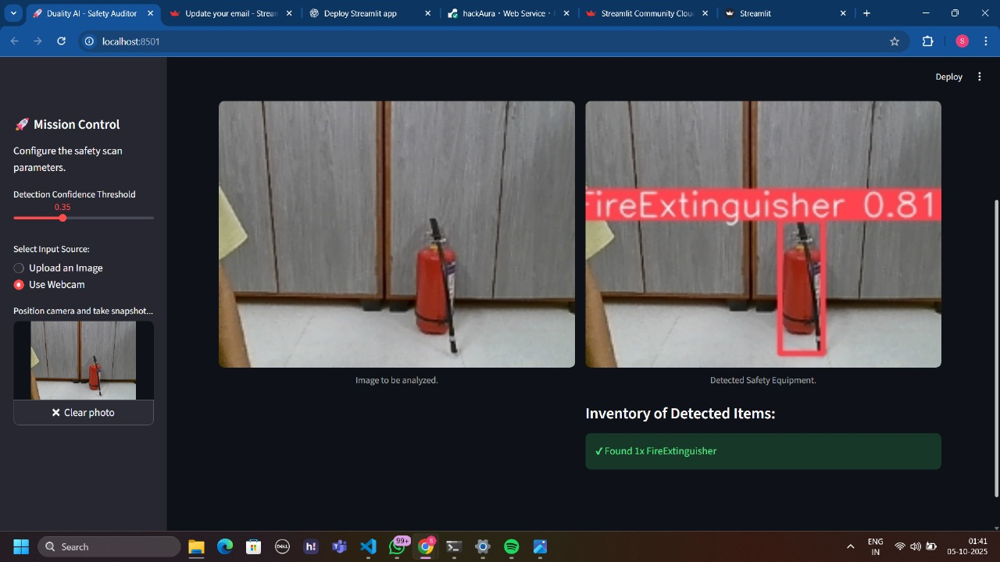 Duality AI - Safety Auditor
Update your email - Stream
Deploy Streamlit app
hackAura · Web Service ·
Streamlit Community Clou
Streamlit
localhost:8501
S
Deploy
🚀 Mission Control
Configure the safety scan
parameters.
Detection Confidence Threshold
0.35
Select Input Source:
Upload an Image
Use Webcam
Position camera and take snapshot...
Clear photo
FireExtinguisher 0.81
Image to be analyzed.
Detected Safety Equipment.
Inventory of Detected Items:
✓ Found 1x FireExtinguisher
Search
DELL
h!
99+
S
ENG
IN
01:41
05-10-2025